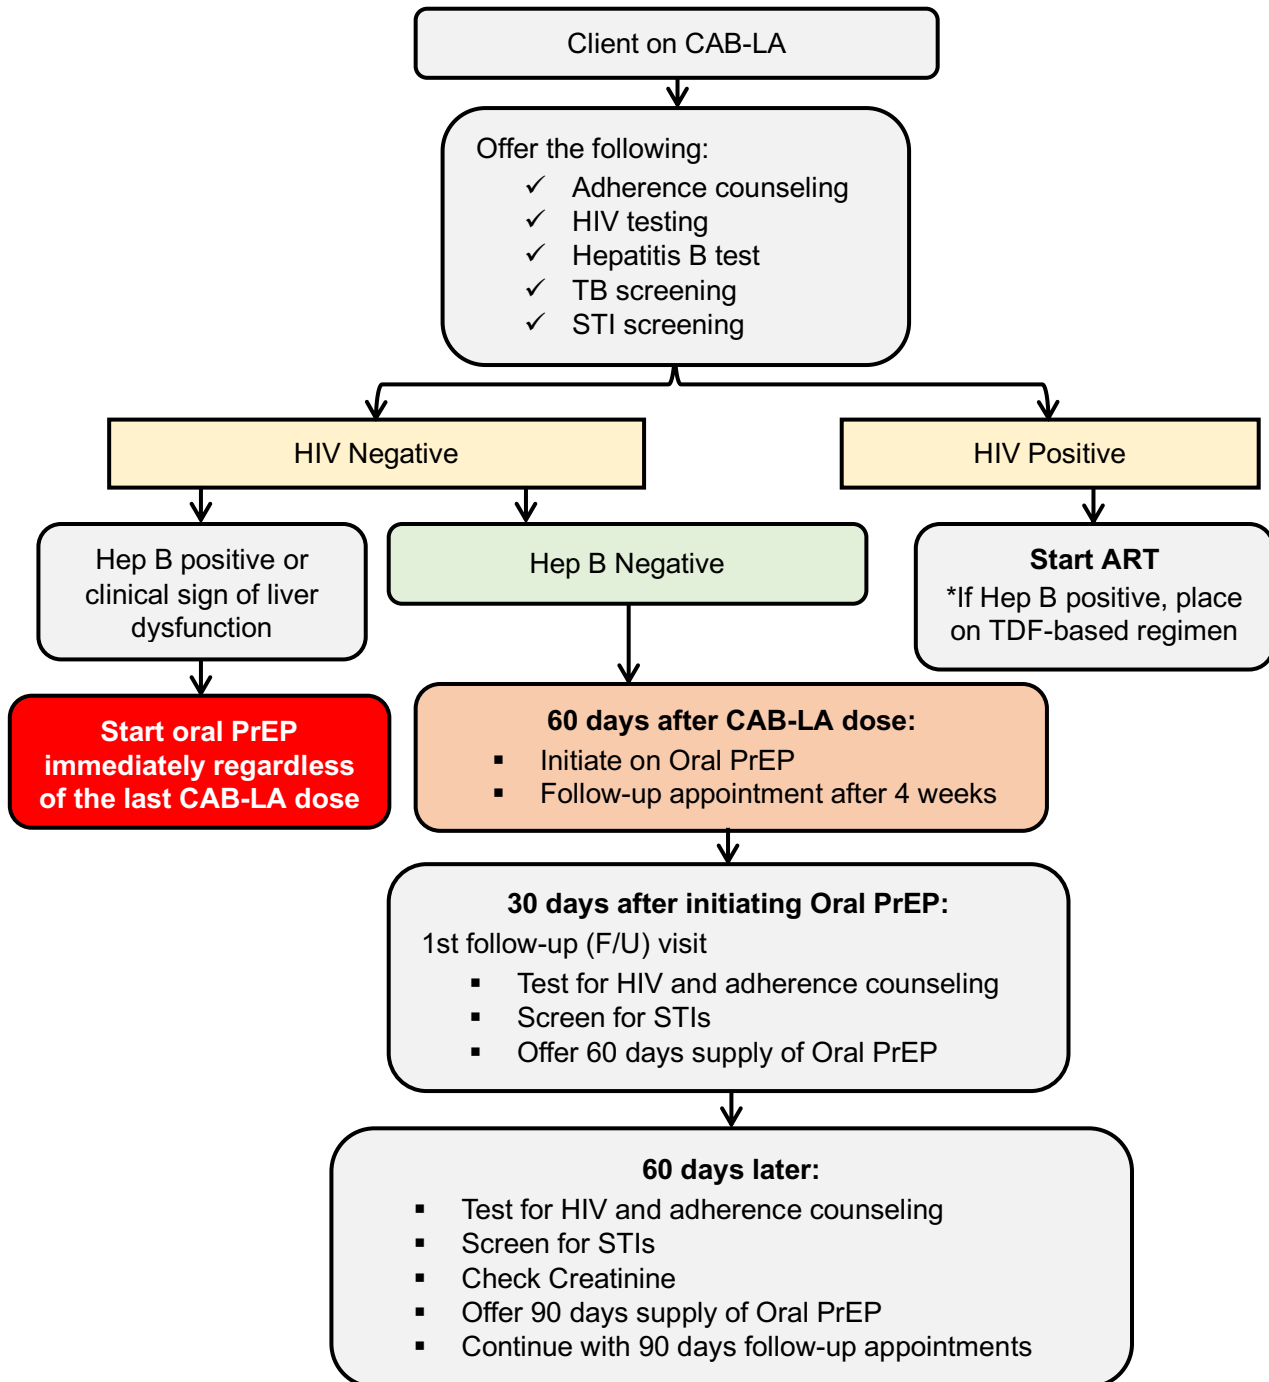 Client on CAB-LA
Offer the following:
✓ Adherence counseling
✓ HIV testing
✓ Hepatitis B test
✓ TB screening
✓ STI screening
HIV Negative
HIV Positive
Hep B positive or
clinical sign of liver
dysfunction
Hep B Negative
Start ART
*If Hep B positive, place
on TDF-based regimen
Start oral PrEP
immediately regardless
of the last CAB-LA dose
60 days after CAB-LA dose:
▪ Initiate on Oral PrEP
▪ Follow-up appointment after 4 weeks
30 days after initiating Oral PrEP:
1st follow-up (F/U) visit
▪ Test for HIV and adherence counseling
▪ Screen for STIs
▪ Offer 60 days supply of Oral PrEP
60 days later:
▪ Test for HIV and adherence counseling
▪ Screen for STIs
▪ Check Creatinine
▪ Offer 90 days supply of Oral PrEP
▪ Continue with 90 days follow-up appointments